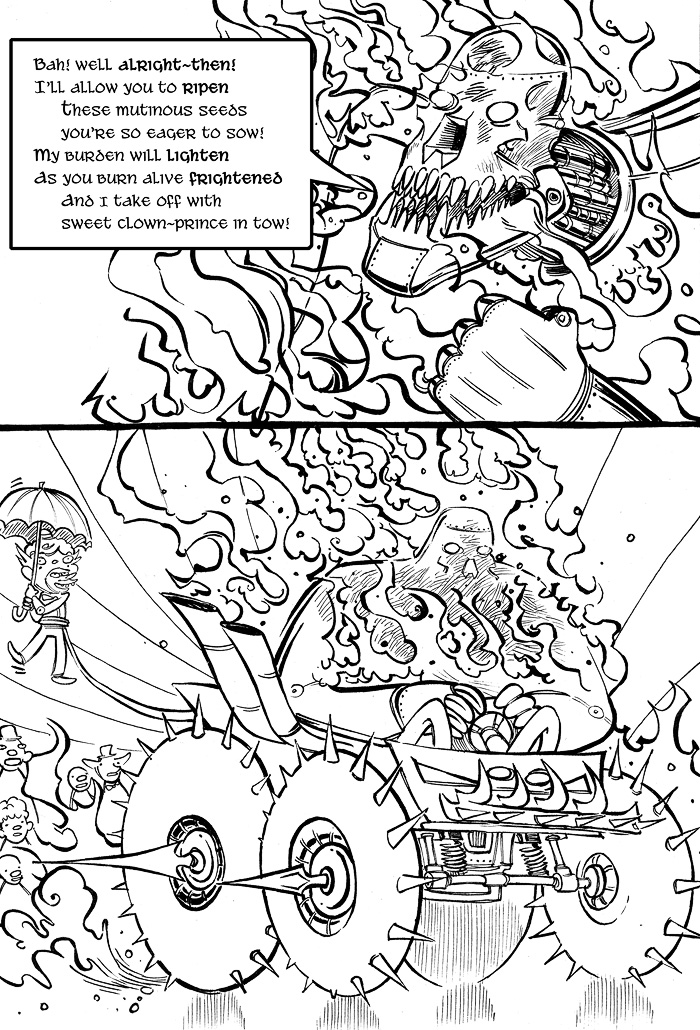 Bah! well alright~then!
I'll allow you to ripen
these mutinous seeds
you're so eager to sow!
My burden will lighten
as you burn alive frightened
and I take off with
sweet clown~prince in tow!